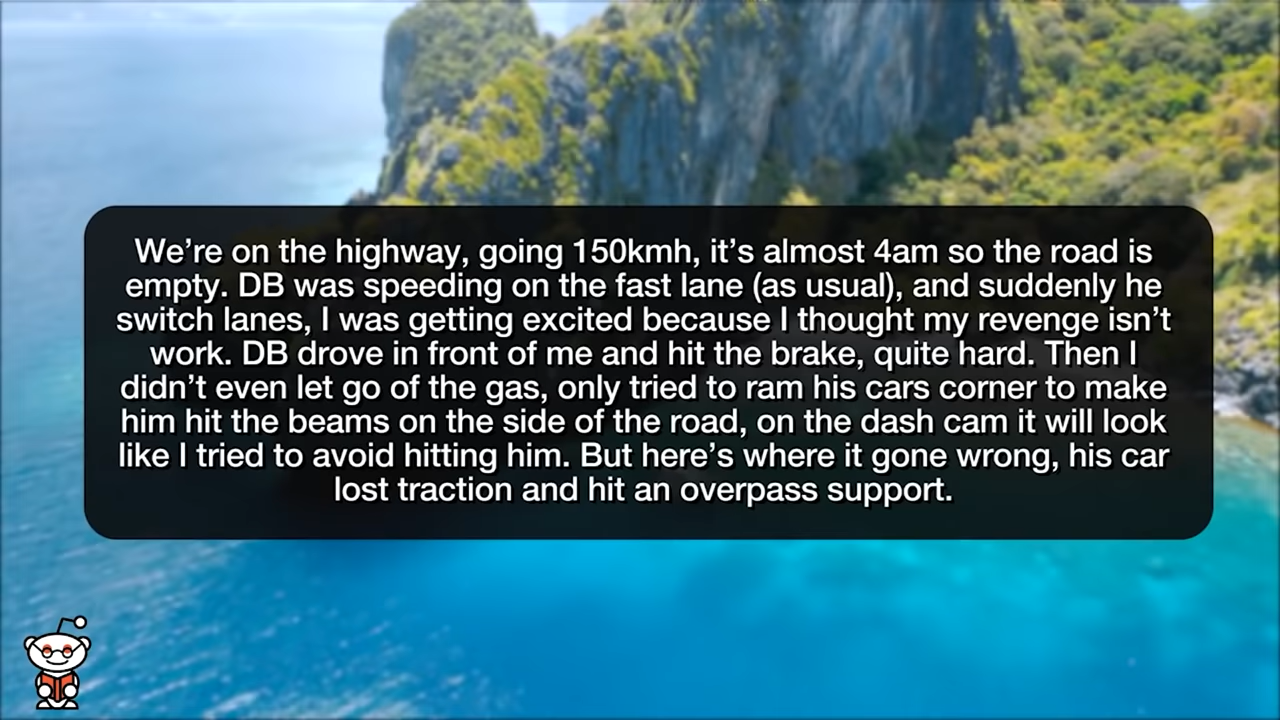 We’re on the highway, going 150kmh, it’s almost 4am so the road is
empty. DB was speeding on the fast lane (as usual), and suddenly he
switch lanes, I was getting excited because I thought my revenge isn’t
work. DB drove in front of me and hit the brake, quite hard. Then I
didn’t even let go of the gas, only tried to ram his cars corner to make
him hit the beams on the side of the road, on the dash cam it will look
like I tried to avoid hitting him. But here’s where it gone wrong, his car
lost traction and hit an overpass support.